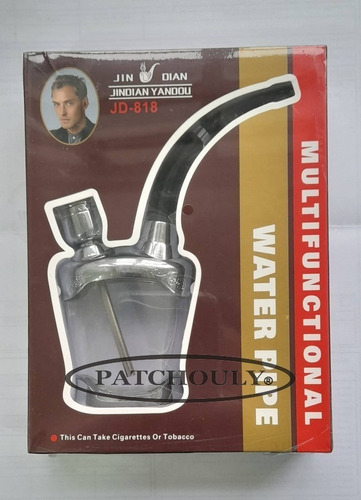 JIN DIAN
JINDIAN YANDOU
JD-818
MULTIFUNCTIONAL
WATER PIPE
PATCHOULY®
This Can Take Cigarettes Or Tobacco